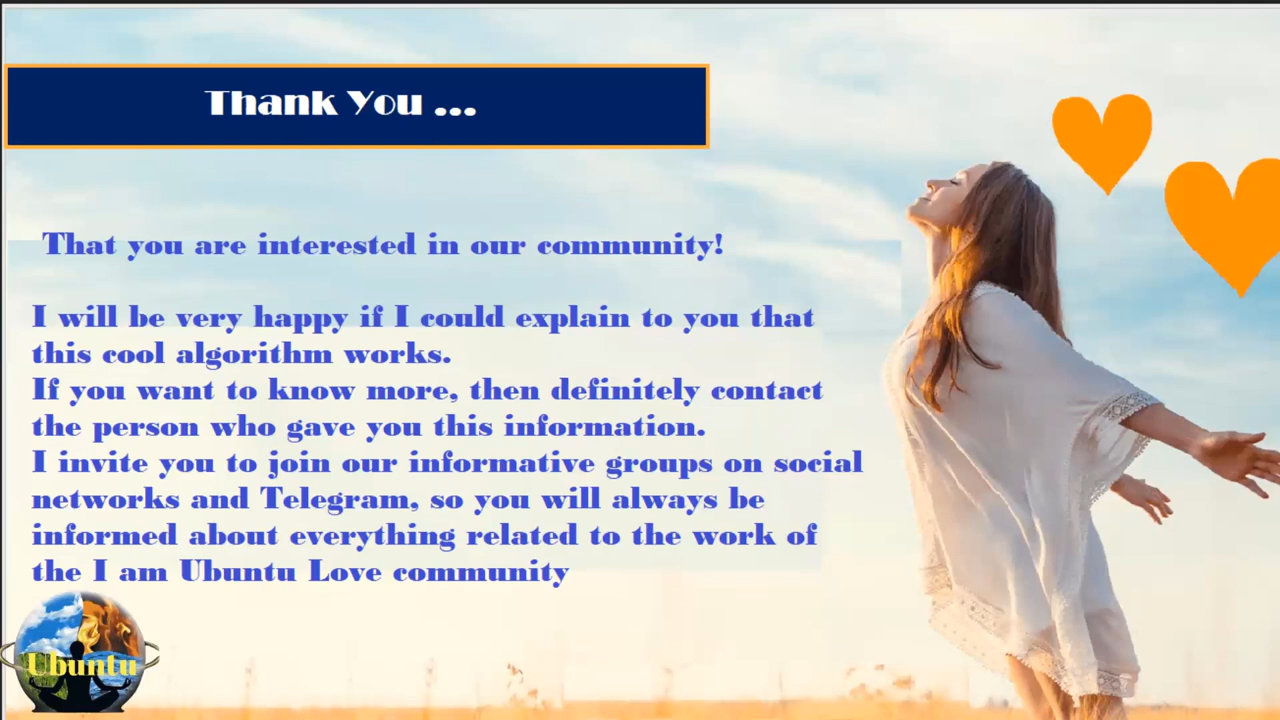 Thank You ...
That you are interested in our community!
I will be very happy if I could explain to you that
this cool algorithm works.
If you want to know more, then definitely contact
the person who gave you this information.
I invite you to join our informative groups on social
networks and Telegram, so you will always be
informed about everything related to the work of
the I am Ubuntu Love community
Ubuntu